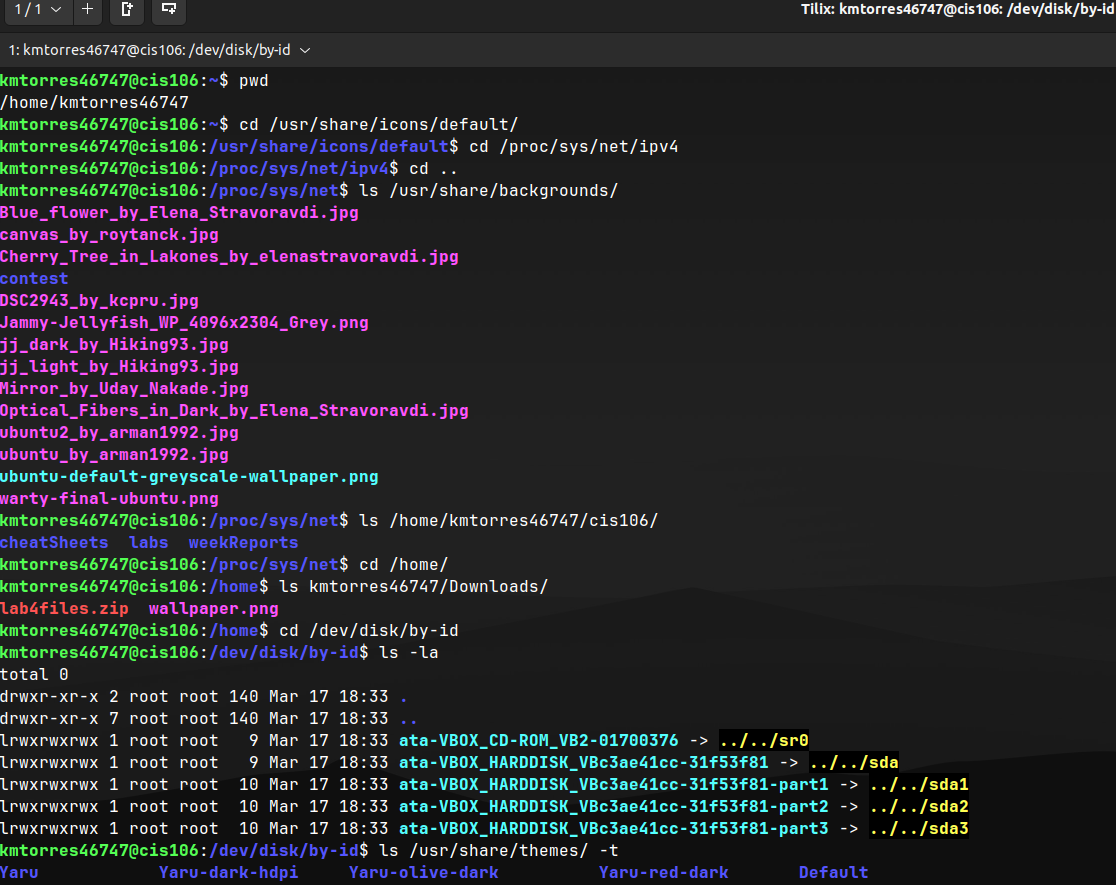 1 / 1
Tilix: kmtorres46747@cis106: /dev/disk/by-id
1: kmtorres46747@cis106: /dev/disk/by-id
kmtorres46747@cis106:~$ pwd
/home/kmtorres46747
kmtorres46747@cis106:~$ cd /usr/share/icons/default/
kmtorres46747@cis106:/usr/share/icons/default$ cd /proc/sys/net/ipv4
kmtorres46747@cis106:/proc/sys/net/ipv4$ cd ..
kmtorres46747@cis106:/proc/sys/net$ ls /usr/share/backgrounds/
Blue_flower_by_Elena_Stravoravdi.jpg
canvas_by_roytanck.jpg
Cherry_Tree_in_Lakones_by_elenastravoravdi.jpg
contest
DSC2943_by_kcpru.jpg
Jammy-Jellyfish_WP_4096x2304_Grey.png
jj_dark_by_Hiking93.jpg
jj_light_by_Hiking93.jpg
Mirror_by_Uday_Nakade.jpg
Optical_Fibers_in_Dark_by_Elena_Stravoravdi.jpg
ubuntu2_by_arman1992.jpg
ubuntu_by_arman1992.jpg
ubuntu-default-greyscale-wallpaper.png
warty-final-ubuntu.png
kmtorres46747@cis106:/proc/sys/net$ ls /home/kmtorres46747/cis106/
cheatSheets  labs  weekReports
kmtorres46747@cis106:/proc/sys/net$ cd /home/
kmtorres46747@cis106:/home$ ls kmtorres46747/Downloads/
lab4files.zip  wallpaper.png
kmtorres46747@cis106:/home$ cd /dev/disk/by-id
kmtorres46747@cis106:/dev/disk/by-id$ ls -la
total 0
drwxr-xr-x 2 root root 140 Mar 17 18:33 .
drwxr-xr-x 7 root root 140 Mar 17 18:33 ..
lrwxrwxrwx 1 root root   9 Mar 17 18:33 ata-VBOX_CD-ROM_VB2-01700376 -> ../../sr0
lrwxrwxrwx 1 root root   9 Mar 17 18:33 ata-VBOX_HARDDISK_VBc3ae41cc-31f53f81 -> ../../sda
lrwxrwxrwx 1 root root  10 Mar 17 18:33 ata-VBOX_HARDDISK_VBc3ae41cc-31f53f81-part1 -> ../../sda1
lrwxrwxrwx 1 root root  10 Mar 17 18:33 ata-VBOX_HARDDISK_VBc3ae41cc-31f53f81-part2 -> ../../sda2
lrwxrwxrwx 1 root root  10 Mar 17 18:33 ata-VBOX_HARDDISK_VBc3ae41cc-31f53f81-part3 -> ../../sda3
kmtorres46747@cis106:/dev/disk/by-id$ ls /usr/share/themes/ -t
Yaru            Yaru-dark-hdpi     Yaru-olive-dark          Yaru-red-dark       Default